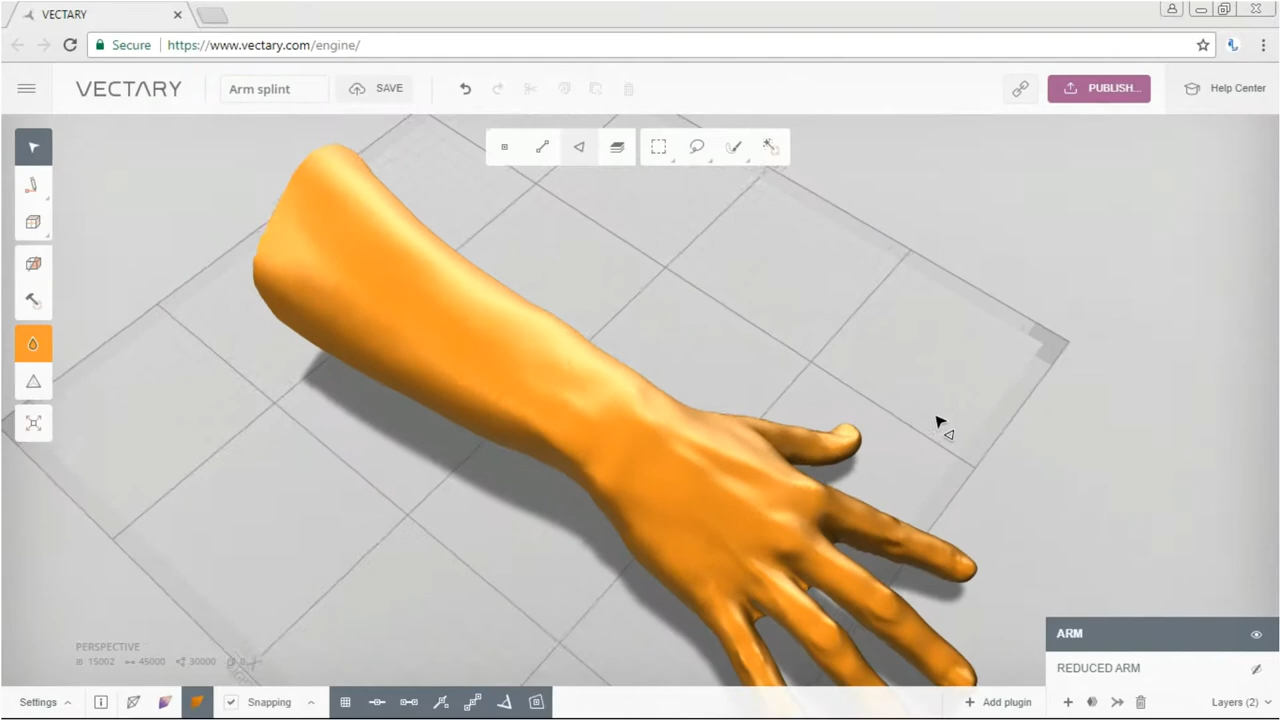 VECTARY
Secure
https://www.vectary.com/engine/
VECTARY
Arm splint
SAVE
PUBLISH...
Help Center
PERSPECTIVE
15002
45000
30000
ARM
REDUCED ARM
Settings
Snapping
Add plugin
Layers (2)